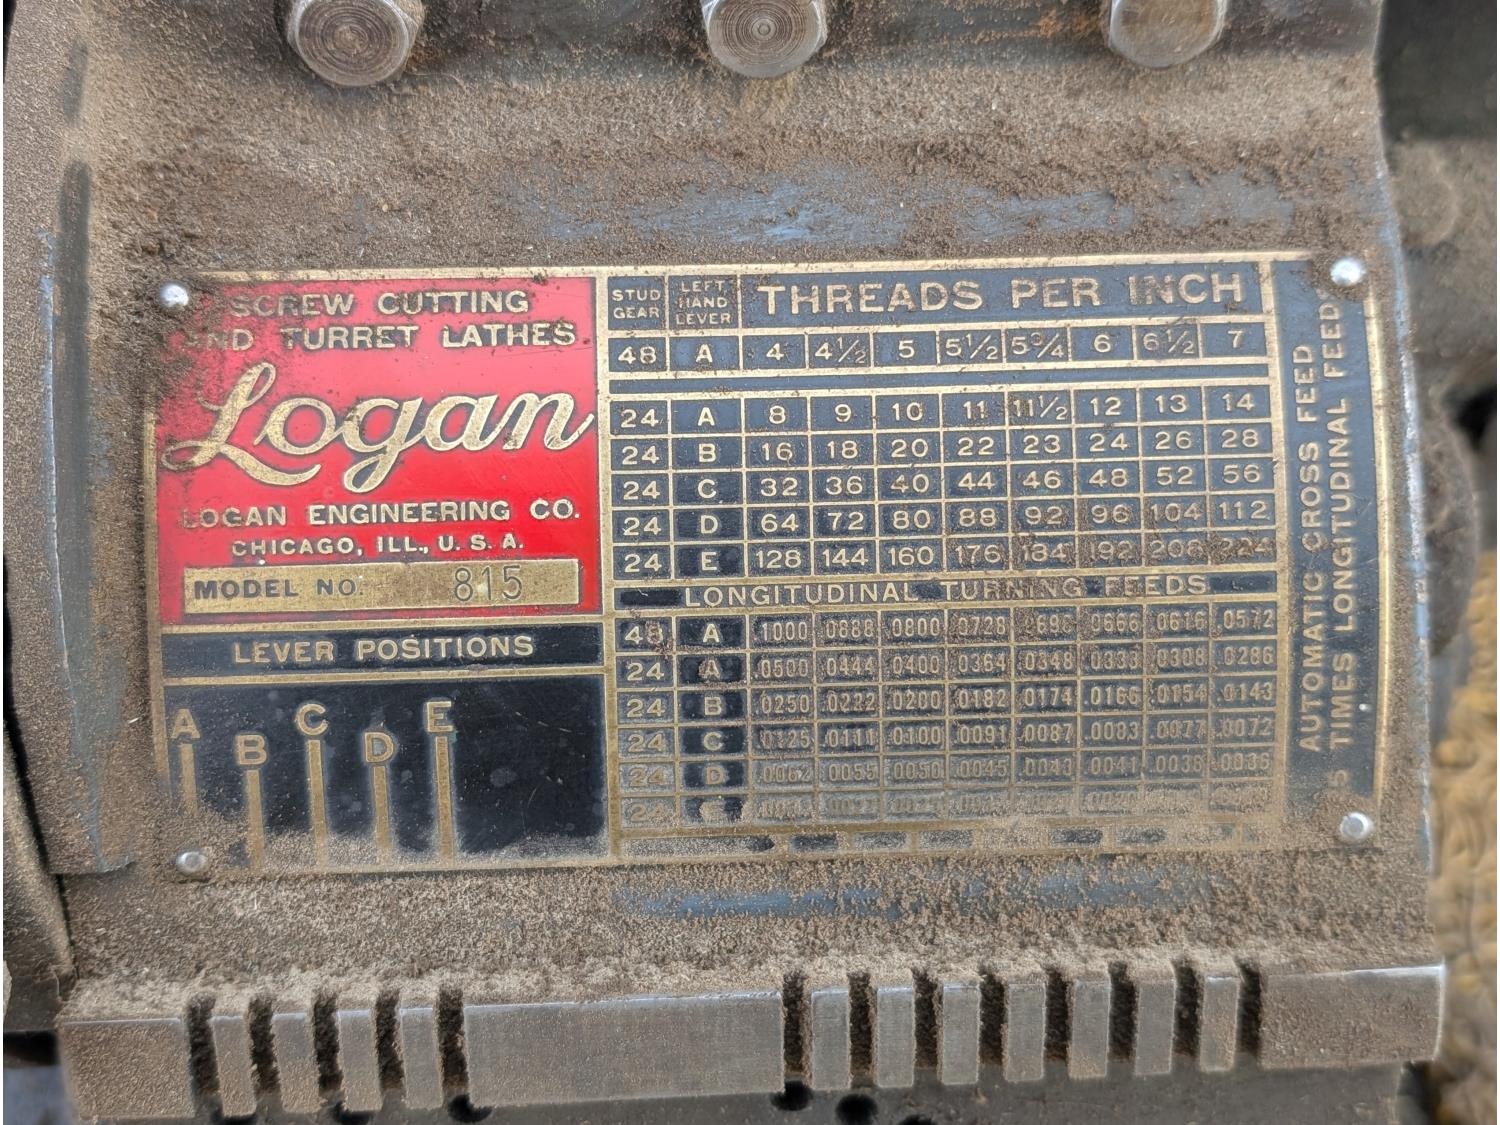 SCREW CUTTING
AND TURRET LATHES
Logan
LOGAN ENGINEERING CO.
CHICAGO, ILL., U. S. A.
MODEL NO. 815
LEVER POSITIONS
A B C D E
STUD GEAR LEFT HAND LEVER THREADS PER INCH
48 A 4 4½ 5 5½ 5¾ 6 6½ 7
24 A 8 9 10 11 11½ 12 13 14
24 B 16 18 20 22 23 24 26 28
24 C 32 36 40 44 46 48 52 56
24 D 64 72 80 88 92 96 104 112
24 E 128 144 160 176 184 192 208 224
LONGITUDINAL TURNING FEEDS
48 A .1000 .0888 .0800 .0728 .0666 .0616 .0572
24 A .0500 .0444 .0400 .0364 .0348 .0333 .0308 .0286
24 B .0250 .0222 .0200 .0182 .0174 .0166 .0154 .0143
24 C .0125 .0111 .0100 .0091 .0087 .0083 .0077 .0072
24 D .0062 .0055 .0050 .0045 .0043 .0041 .0038 .0036
24 E
AUTOMATIC CROSS FEED
TIMES LONGITUDINAL FEED